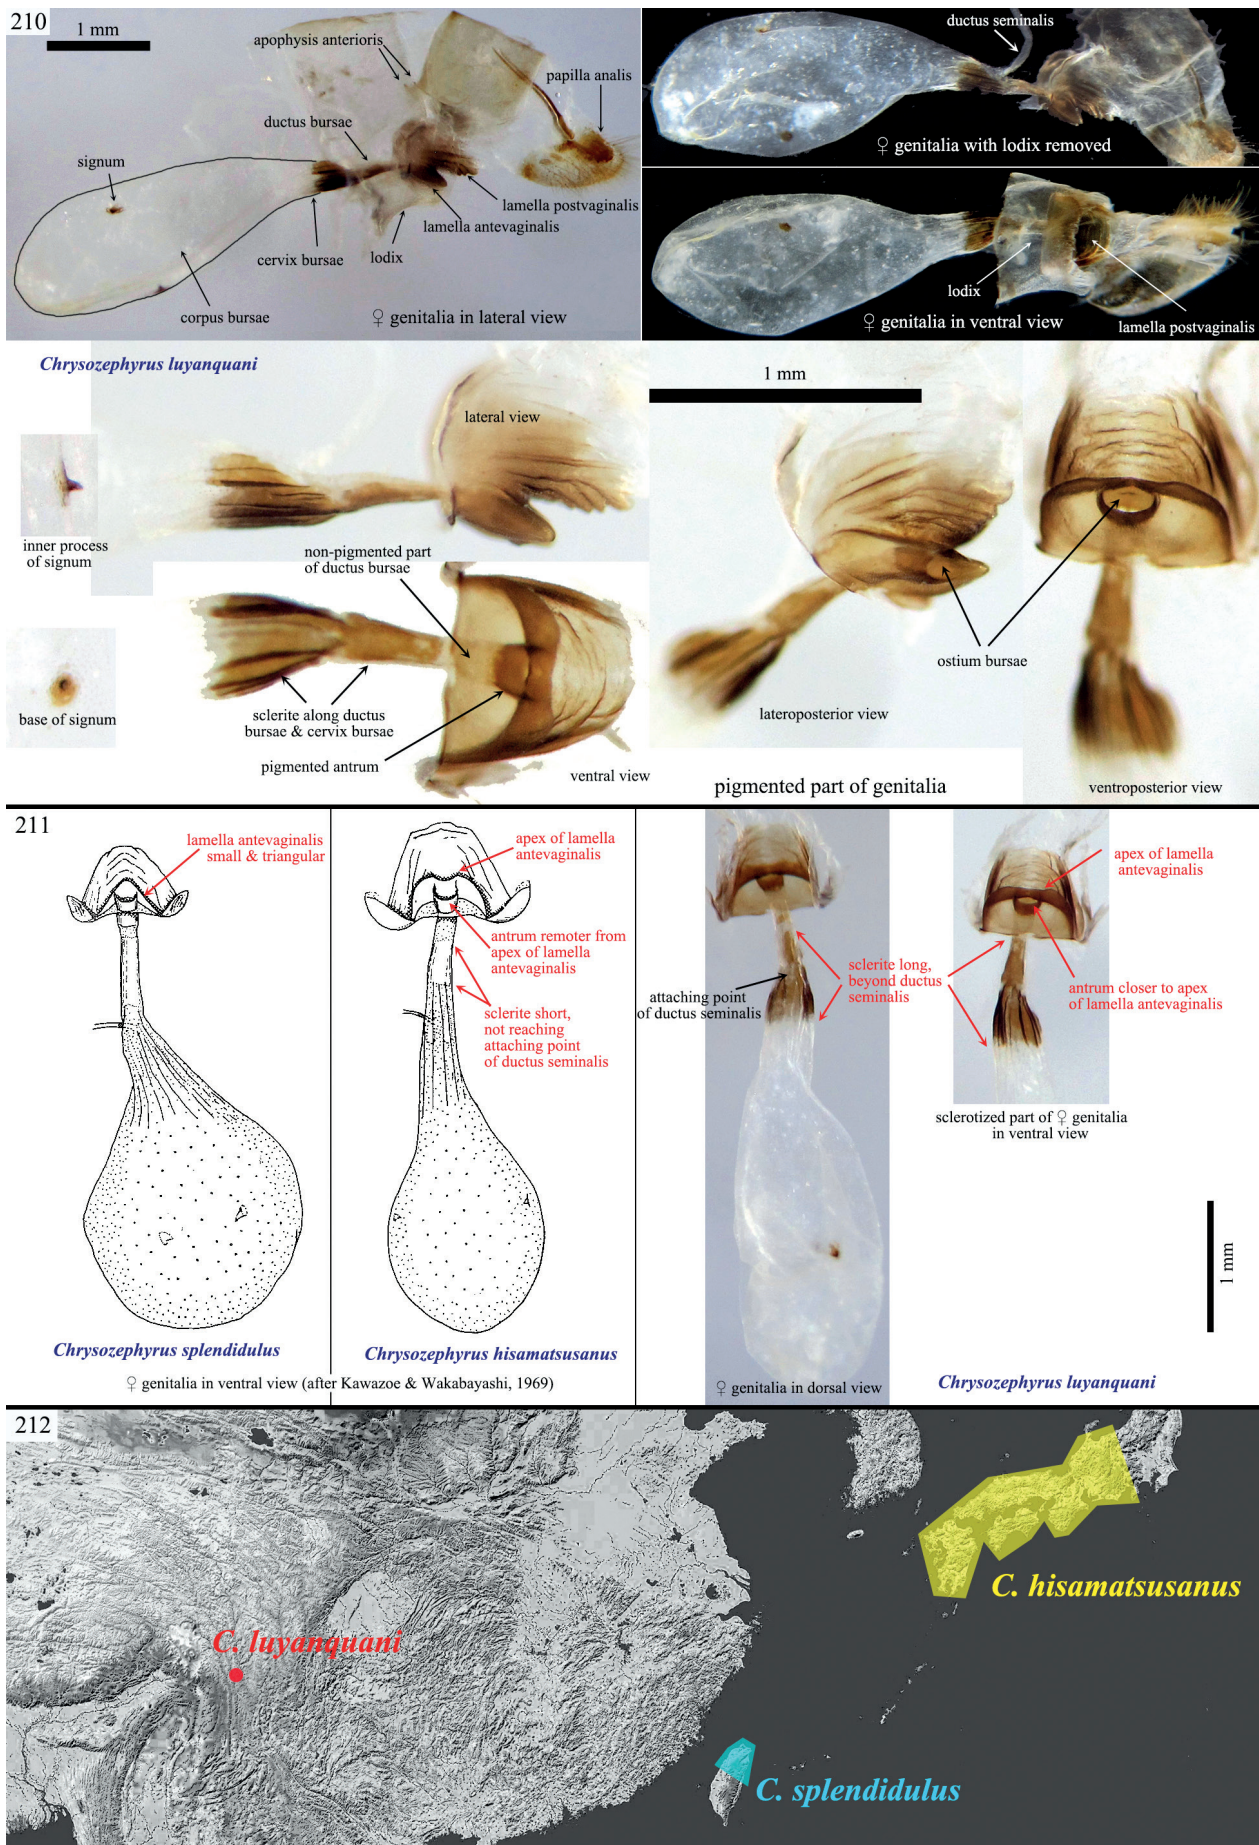 210
1 mm
apophysis anterioris
papilla analis
ductus bursae
signum
lamella postvaginalis
lamella antevaginalis
cervix bursae
lodix
corpus bursae
♀ genitalia in lateral view
ductus seminalis
♀ genitalia with lodix removed
lodix
♀ genitalia in ventral view
lamella postvaginalis
Chrysozephyrus luyanquani
lateral view
inner process
of signum
non-pigmented part
of ductus bursae
base of signum
sclerite along ductus
bursae & cervix bursae
pigmented antrum
ventral view
1 mm
ostium bursae
lateroposterior view
pigmented part of genitalia
ventroposterior view
211
lamella antevaginalis
small & triangular
Chrysozephyrus splendidulus
apex of lamella
antevaginalis
antrum remoter from
apex of lamella
antevaginalis
sclerite short,
not reaching
attaching point
of ductus seminalis
Chrysozephyrus hisamatsusanus
♀ genitalia in ventral view (after Kawazoe & Wakabayashi, 1969)
attaching point
of ductus seminalis
sclerite long,
beyond ductus
seminalis
apex of lamella
antevaginalis
antrum closer to apex
of lamella antevaginalis
sclerotized part of ♀ genitalia
in ventral view
1 mm
♀ genitalia in dorsal view
Chrysozephyrus luyanquani
212
C. hisamatsusanus
C. luyanquani
C. splendidulus